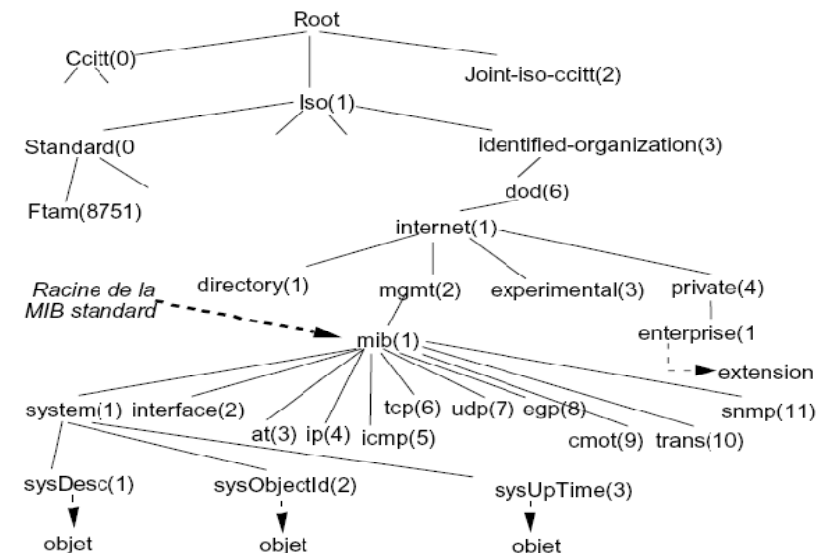 Root
Ccitt(0)
Joint-iso-ccitt(2)
Iso(1)
Standard(0
identified-organization(3)
dod(6)
Ftam(8751)
internet(1)
directory(1)
mgmt(2)
experimental(3)
private(4)
Racine de la
MIB standard
enterprise(1
mib(1)
extension
system(1) interface(2)
tcp(6) udp(7) egp(8)
snmp(11)
at(3) ip(4) icmp(5)
cmot(9) trans(10)
sysDesc(1)
sysObjectId(2)
sysUpTime(3)
objet
objet
objet